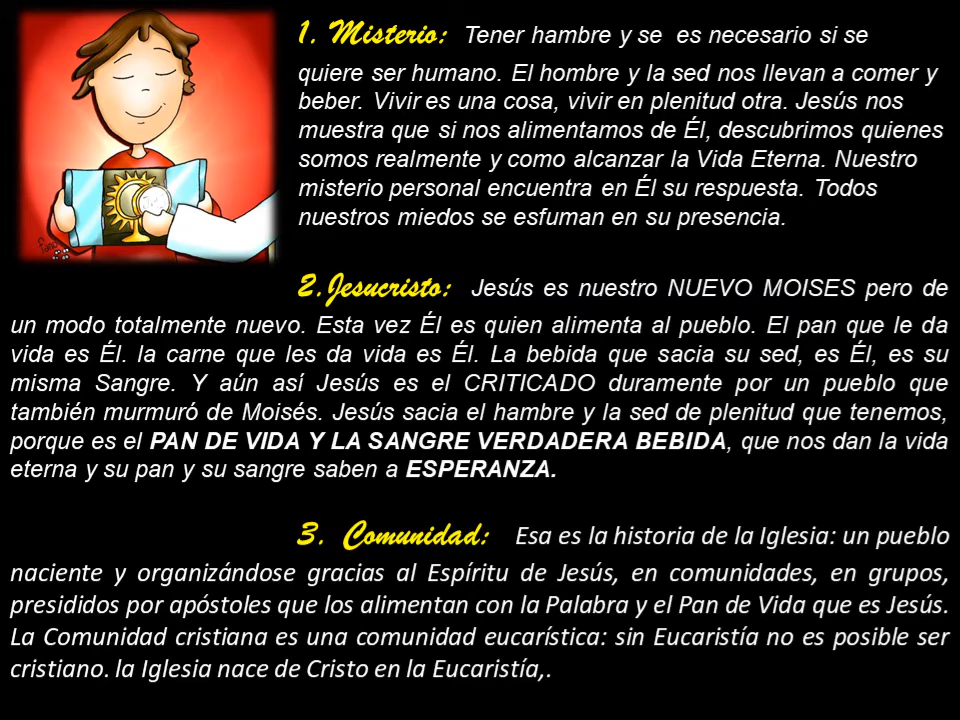 1. Misterio: Tener hambre y se es necesario si se
quiere ser humano. El hombre y la sed nos llevan a comer y
beber. Vivir es una cosa, vivir en plenitud otra. Jesús nos
muestra que si nos alimentamos de Él, descubrimos quienes
somos realmente y como alcanzar la Vida Eterna. Nuestro
misterio personal encuentra en Él su respuesta. Todos
nuestros miedos se esfuman en su presencia.
2.Jesucristo: Jesús es nuestro NUEVO MOISES pero de
un modo totalmente nuevo. Esta vez Él es quien alimenta al pueblo. El pan que le da
vida es Él. la carne que les da vida es Él. La bebida que sacia su sed, es Él, es su
misma Sangre. Y aún así Jesús es el CRITICADO duramente por un pueblo que
también murmuró de Moisés. Jesús sacia el hambre y la sed de plenitud que tenemos,
porque es el PAN DE VIDA Y LA SANGRE VERDADERA BEBIDA, que nos dan la vida
eterna y su pan y su sangre saben a ESPERANZA.
3. Comunidad: Esa es la historia de la Iglesia: un pueblo
naciente y organizándose gracias al Espíritu de Jesús, en comunidades, en grupos,
presididos por apóstoles que los alimentan con la Palabra y el Pan de Vida que es Jesús.
La Comunidad cristiana es una comunidad eucarística: sin Eucaristía no es posible ser
cristiano. la Iglesia nace de Cristo en la Eucaristía,.